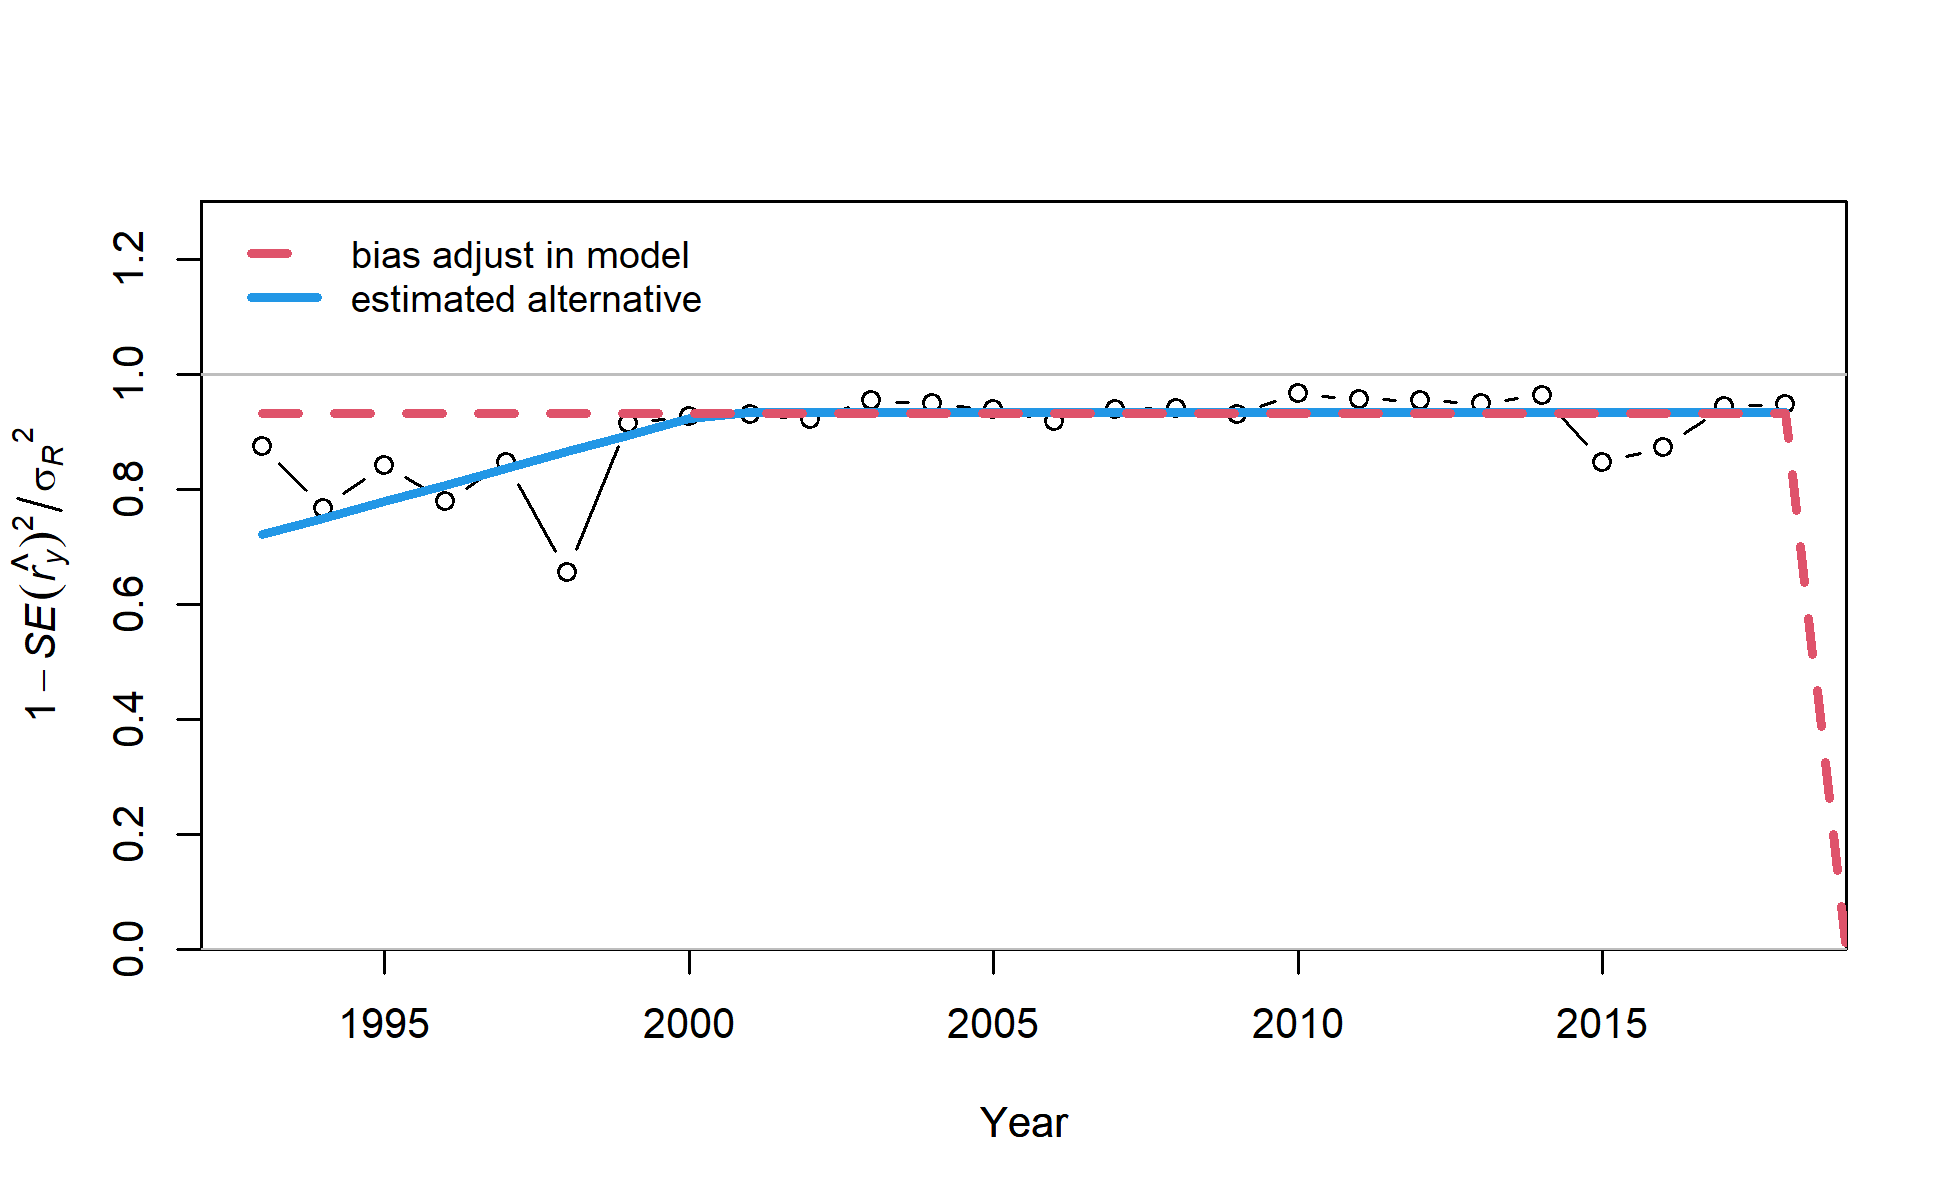 bias adjust in model
estimated alternative
1.2
1.0
0.8
0.6
0.4
0.2
0.0
1 − SE(r̂y)² / σR²
1995 2000 2005 2010 2015
Year